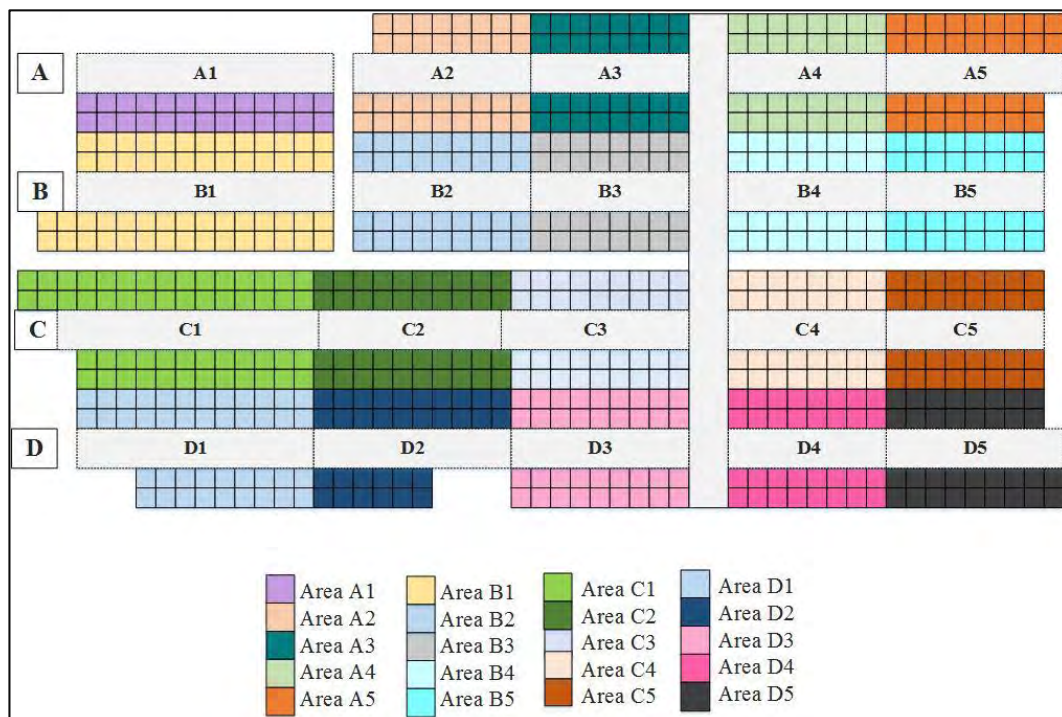 A A1 A2 A3 A4 A5
B B1 B2 B3 B4 B5
C C1 C2 C3 C4 C5
D D1 D2 D3 D4 D5
Area A1 Area B1 Area C1 Area D1
Area A2 Area B2 Area C2 Area D2
Area A3 Area B3 Area C3 Area D3
Area A4 Area B4 Area C4 Area D4
Area A5 Area B5 Area C5 Area D5